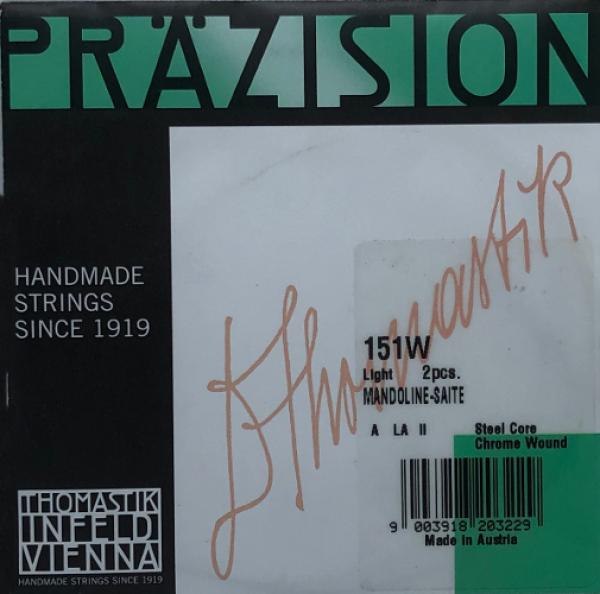 PRÄZISION
HANDMADE
STRINGS
SINCE 1919
Thomastik
151W
Light 2pcs.
MANDOLINE-SAITE
A LA II Steel Core
Chrome Wound
9 003918 203229
Made in Austria
THOMASTIK
INFELD
VIENNA
HANDMADE STRINGS SINCE 1919